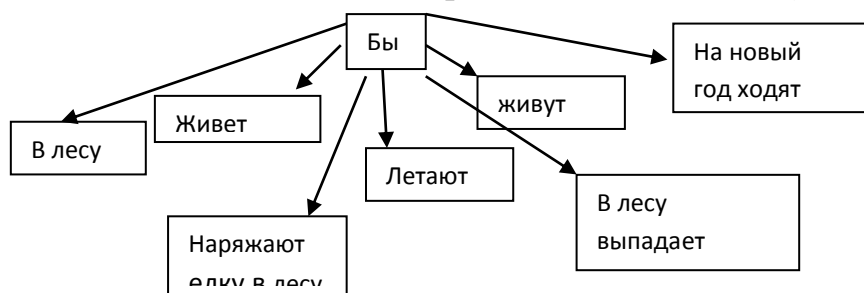 Бы
На новый
год ходят
живут
Живет
В лесу
Летают
В лесу
выпадает
Наряжают
елку в лесу